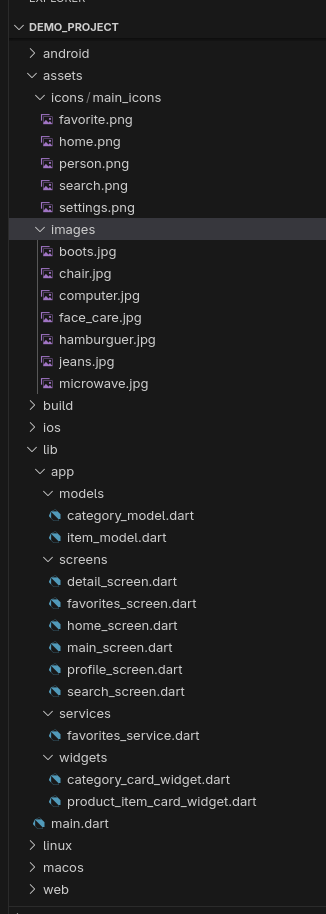 DEMO_PROJECT
android
assets
icons / main_icons
favorite.png
home.png
person.png
search.png
settings.png
images
boots.jpg
chair.jpg
computer.jpg
face_care.jpg
hamburguer.jpg
jeans.jpg
microwave.jpg
build
ios
lib
app
models
category_model.dart
item_model.dart
screens
detail_screen.dart
favorites_screen.dart
home_screen.dart
main_screen.dart
profile_screen.dart
search_screen.dart
services
favorites_service.dart
widgets
category_card_widget.dart
product_item_card_widget.dart
main.dart
linux
macos
web